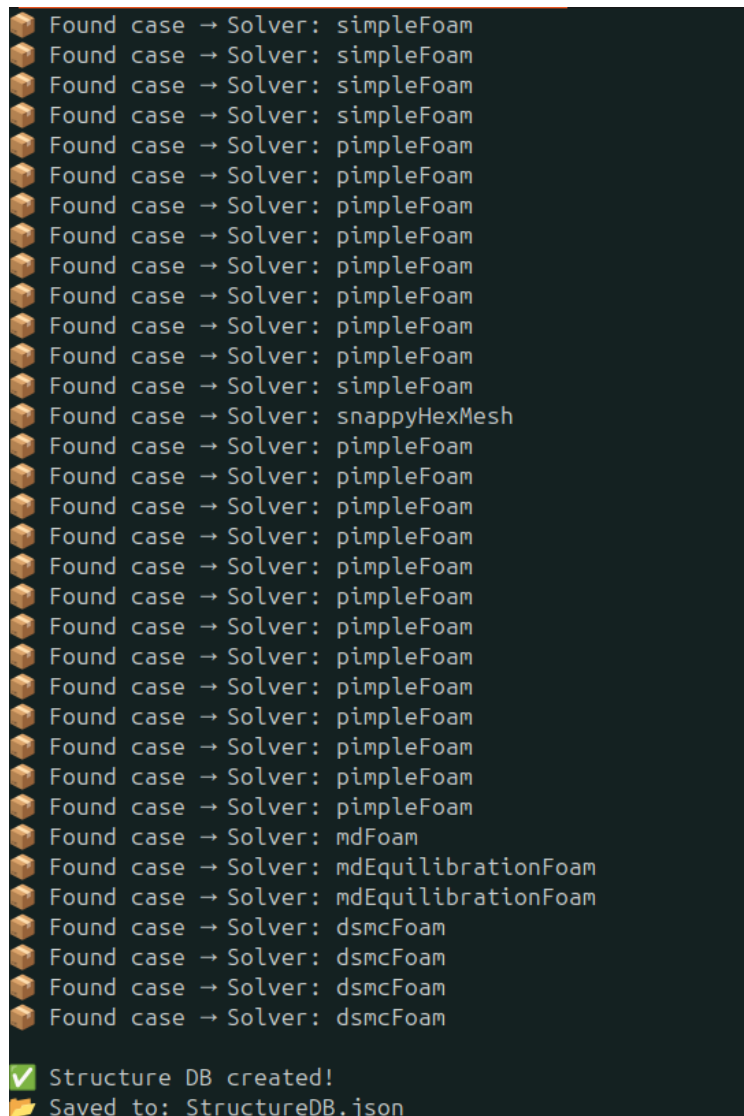 📦 Found case → Solver: simpleFoam
📦 Found case → Solver: simpleFoam
📦 Found case → Solver: simpleFoam
📦 Found case → Solver: simpleFoam
📦 Found case → Solver: pimpleFoam
📦 Found case → Solver: pimpleFoam
📦 Found case → Solver: pimpleFoam
📦 Found case → Solver: pimpleFoam
📦 Found case → Solver: pimpleFoam
📦 Found case → Solver: pimpleFoam
📦 Found case → Solver: pimpleFoam
📦 Found case → Solver: pimpleFoam
📦 Found case → Solver: simpleFoam
📦 Found case → Solver: snappyHexMesh
📦 Found case → Solver: pimpleFoam
📦 Found case → Solver: pimpleFoam
📦 Found case → Solver: pimpleFoam
📦 Found case → Solver: pimpleFoam
📦 Found case → Solver: pimpleFoam
📦 Found case → Solver: pimpleFoam
📦 Found case → Solver: pimpleFoam
📦 Found case → Solver: pimpleFoam
📦 Found case → Solver: pimpleFoam
📦 Found case → Solver: pimpleFoam
📦 Found case → Solver: pimpleFoam
📦 Found case → Solver: pimpleFoam
📦 Found case → Solver: pimpleFoam
📦 Found case → Solver: mdFoam
📦 Found case → Solver: mdEquilibrationFoam
📦 Found case → Solver: mdEquilibrationFoam
📦 Found case → Solver: dsmcFoam
📦 Found case → Solver: dsmcFoam
📦 Found case → Solver: dsmcFoam
📦 Found case → Solver: dsmcFoam
✅ Structure DB created!
📂 Saved to: StructureDB.json